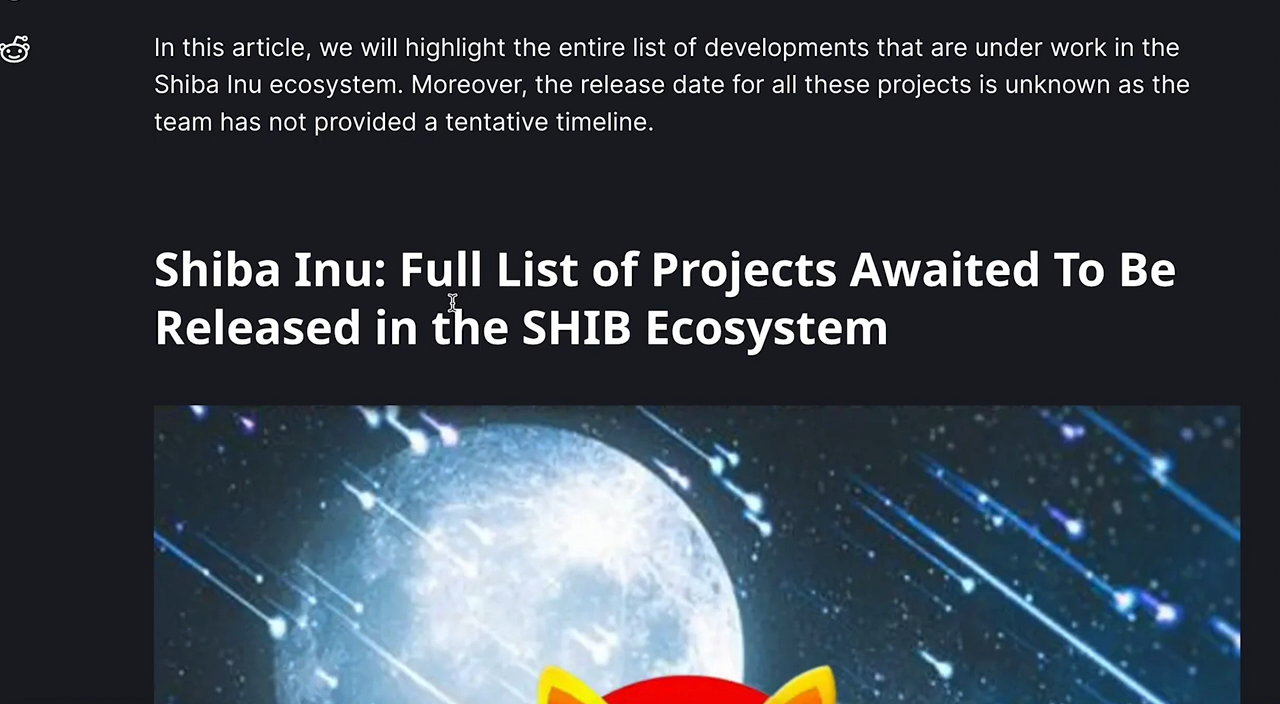 In this article, we will highlight the entire list of developments that are under work in the
Shiba Inu ecosystem. Moreover, the release date for all these projects is unknown as the
team has not provided a tentative timeline.
Shiba Inu: Full List of Projects Awaited To Be
Released in the SHIB Ecosystem